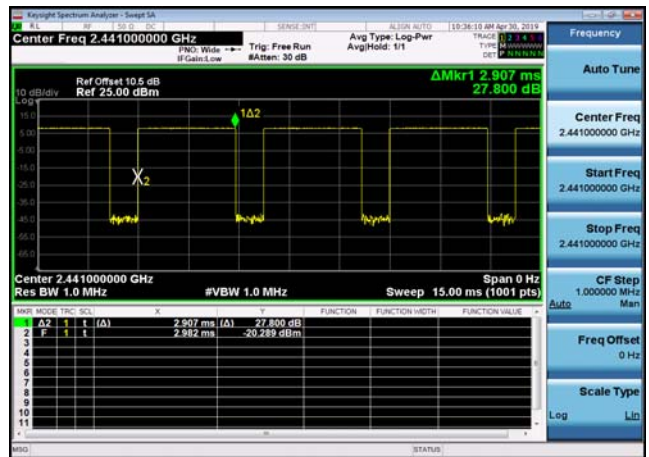 Keysight Spectrum Analyzer - Swept SA
RL RF 50 Ω DC SENSE:INT ALIGN AUTO 10:36:10 AM Apr 30, 2019
Center Freq 2.441000000 GHz
PNO: Wide
IFGain:Low
Trig: Free Run
#Atten: 30 dB
Avg Type: Log-Pwr
Avg|Hold: 1/1
TRACE 1 2 3 4 5 6
TYPE MWWWWW
DET P NNNNN
Ref Offset 10.5 dB
10 dB/div Ref 25.00 dBm
Log
ΔMkr1 2.907 ms
27.800 dB
15.0
5.00
-5.00
-15.0
-25.0
-35.0
-45.0
-55.0
-65.0
1Δ2
X2
Center 2.441000000 GHz Span 0 Hz
Res BW 1.0 MHz #VBW 1.0 MHz Sweep 15.00 ms (1001 pts)
MKR MODE TRC SCL X Y FUNCTION FUNCTION WIDTH FUNCTION VALUE
1 Δ2 1 t (Δ) 2.907 ms (Δ) 27.800 dB
2 F 1 t 2.982 ms -20.289 dBm
3
4
5
6
7
8
9
10
11
MSG STATUS
Frequency
Auto Tune
Center Freq
2.441000000 GHz
Start Freq
2.441000000 GHz
Stop Freq
2.441000000 GHz
CF Step
1.000000 MHz
Auto Man
Freq Offset
0 Hz
Scale Type
Log Lin